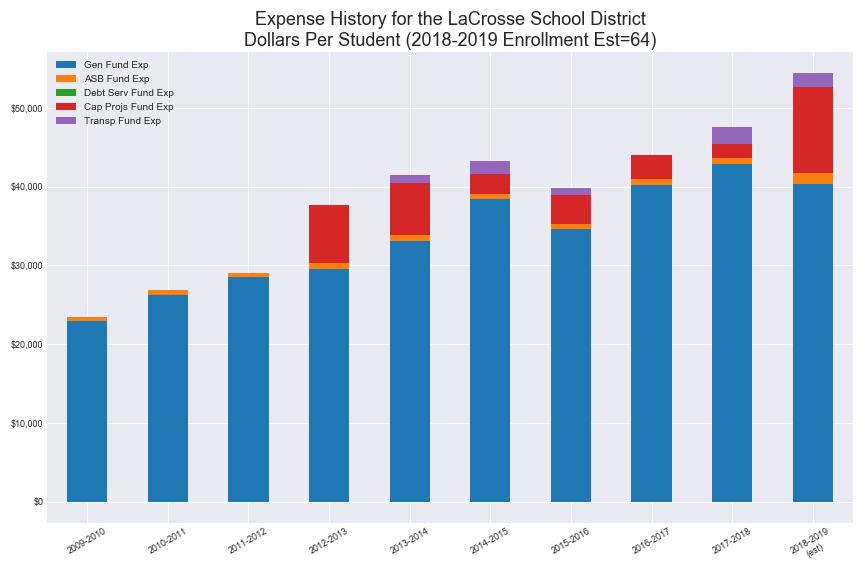 Expense History for the LaCrosse School District
Dollars Per Student (2018-2019 Enrollment Est=64)
Gen Fund Exp
ASB Fund Exp
Debt Serv Fund Exp
Cap Projs Fund Exp
Transp Fund Exp
$50,000
$40,000
$30,000
$20,000
$10,000
$0
2009-2010
2010-2011
2011-2012
2012-2013
2013-2014
2014-2015
2015-2016
2016-2017
2017-2018
2018-2019
(est)